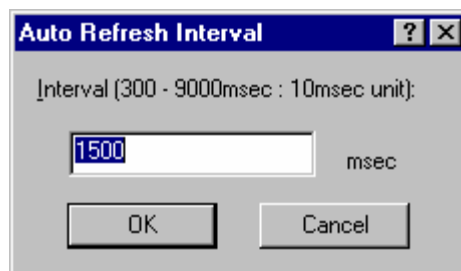 Auto Refresh Interval
Interval (300 - 9000msec : 10msec unit):
1500
msec
OK
Cancel